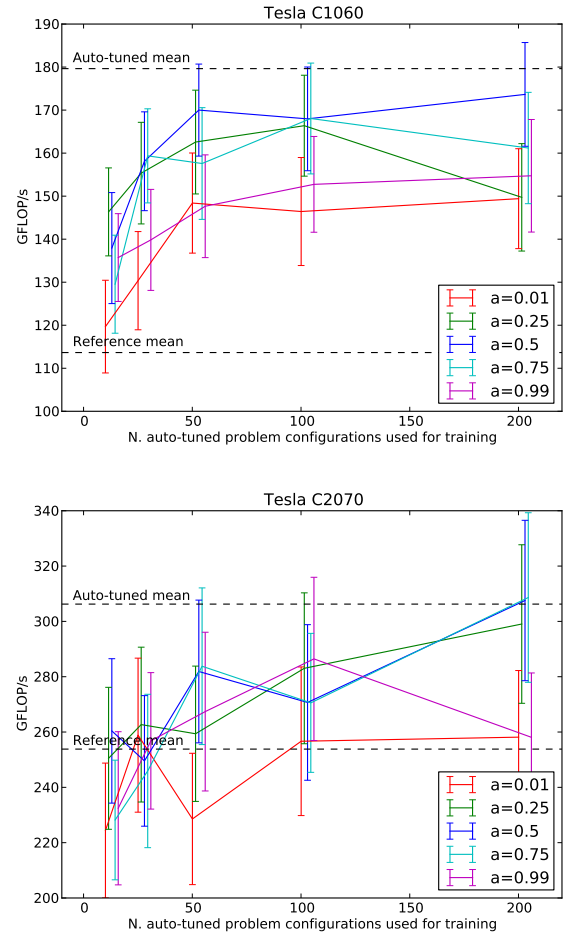 Tesla C1060
190
180
170
160
150
140
130
120
110
100
GFLOP/s
Auto-tuned mean
Reference mean
a=0.01
a=0.25
a=0.5
a=0.75
a=0.99
0 50 100 150 200
N. auto-tuned problem configurations used for training
Tesla C2070
340
320
300
280
260
240
220
200
GFLOP/s
Auto-tuned mean
Reference mean
a=0.01
a=0.25
a=0.5
a=0.75
a=0.99
0 50 100 150 200
N. auto-tuned problem configurations used for training